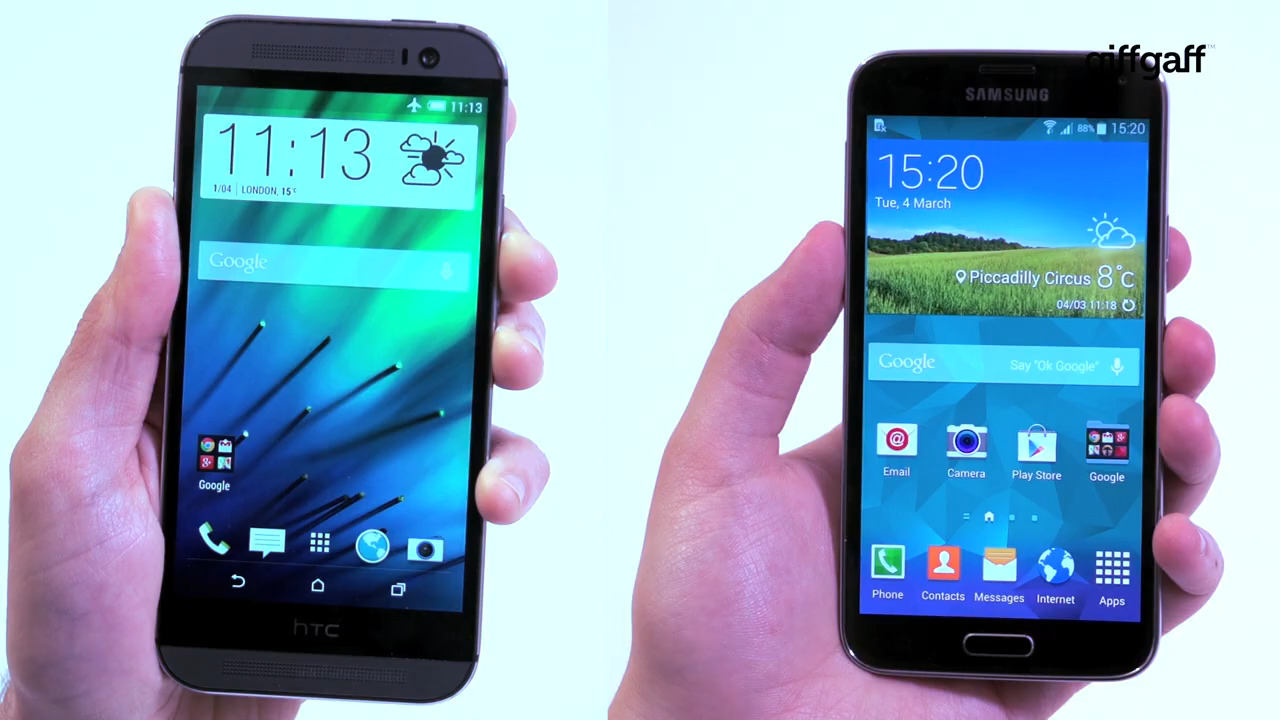 11:13
11:13
1/04 LONDON, 15°C
Google
Google
hTC
giffgaff™
SAMSUNG
88% 15:20
15:20
Tue, 4 March
Piccadilly Circus 8°C
04/03 11:18
Google Say "Ok Google"
Email Camera Play Store Google
Phone Contacts Messages Internet Apps